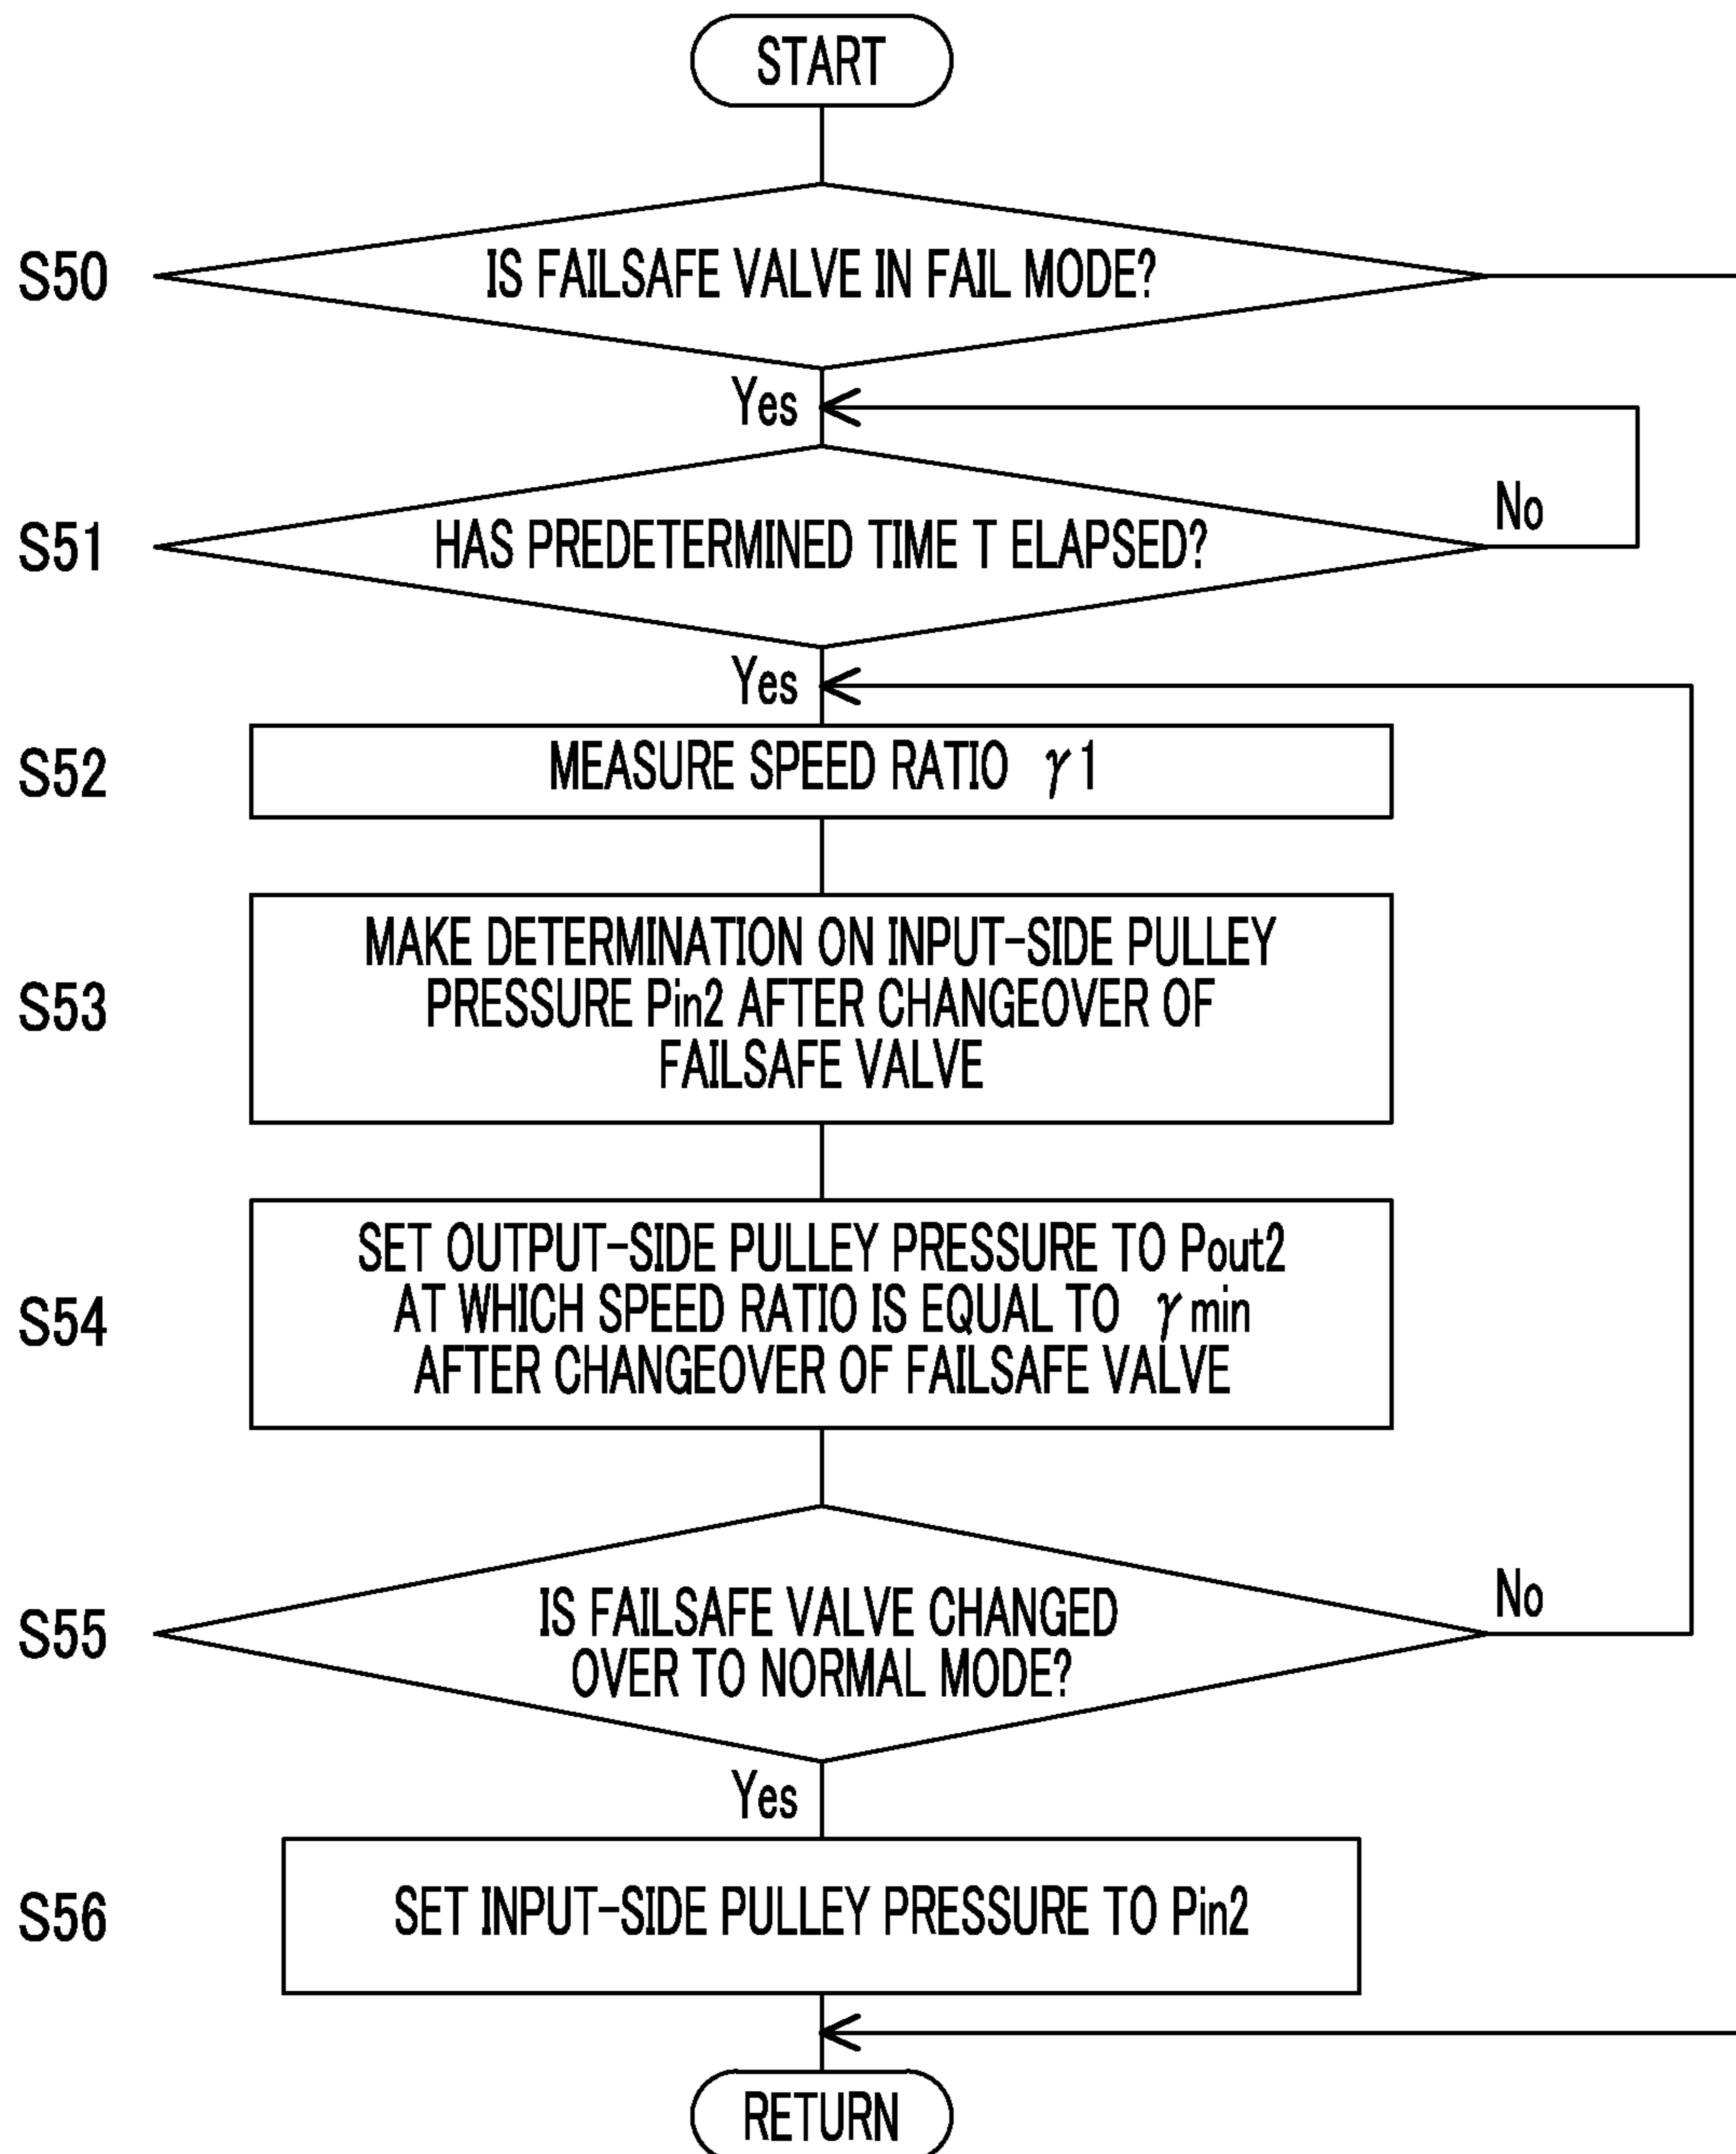 START
S50
IS FAILSAFE VALVE IN FAIL MODE?
Yes
S51
HAS PREDETERMINED TIME T ELAPSED?
No
Yes
S52
MEASURE SPEED RATIO γ1
S53
MAKE DETERMINATION ON INPUT-SIDE PULLEY
PRESSURE Pin2 AFTER CHANGEOVER OF
FAILSAFE VALVE
S54
SET OUTPUT-SIDE PULLEY PRESSURE TO Pout2
AT WHICH SPEED RATIO IS EQUAL TO γmin
AFTER CHANGEOVER OF FAILSAFE VALVE
S55
IS FAILSAFE VALVE CHANGED
OVER TO NORMAL MODE?
No
Yes
S56
SET INPUT-SIDE PULLEY PRESSURE TO Pin2
RETURN